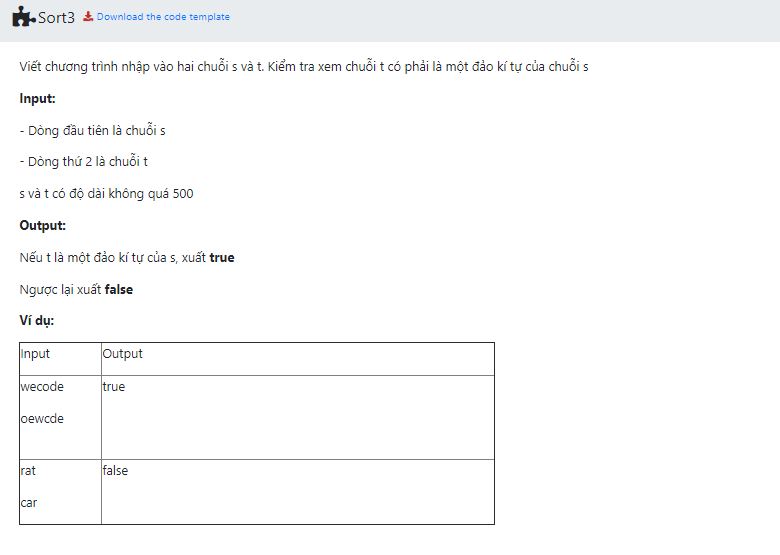 Sort3 Download the code template
Viết chương trình nhập vào hai chuỗi s và t. Kiểm tra xem chuỗi t có phải là một đảo kí tự của chuỗi s
Input:
- Dòng đầu tiên là chuỗi s
- Dòng thứ 2 là chuỗi t
s và t có độ dài không quá 500
Output:
Nếu t là một đảo kí tự của s, xuất true
Ngược lại xuất false
Ví dụ:
Input Output
wecode true
oewcde
rat false
car